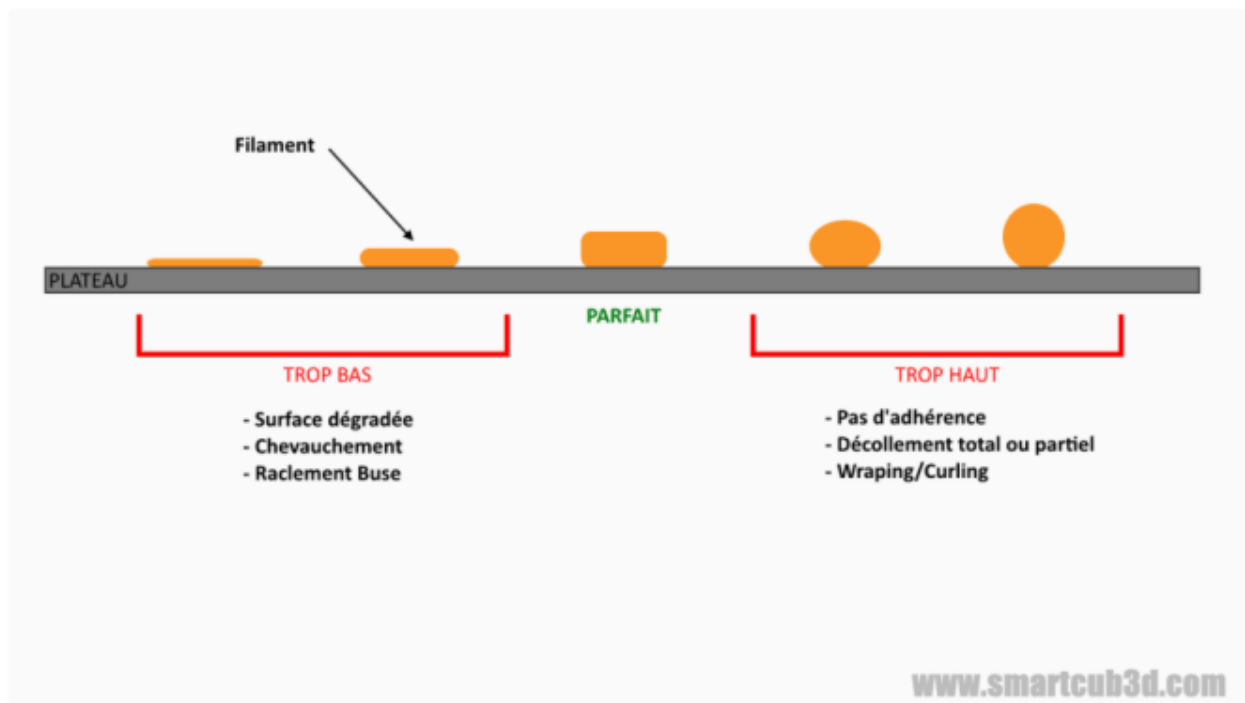 Filament
PLATEAU
PARFAIT
TROP BAS
- Surface dégradée
- Chevauchement
- Raclement Buse
TROP HAUT
- Pas d'adhérence
- Décollement total ou partiel
- Wraping/Curling
www.smartcub3d.com